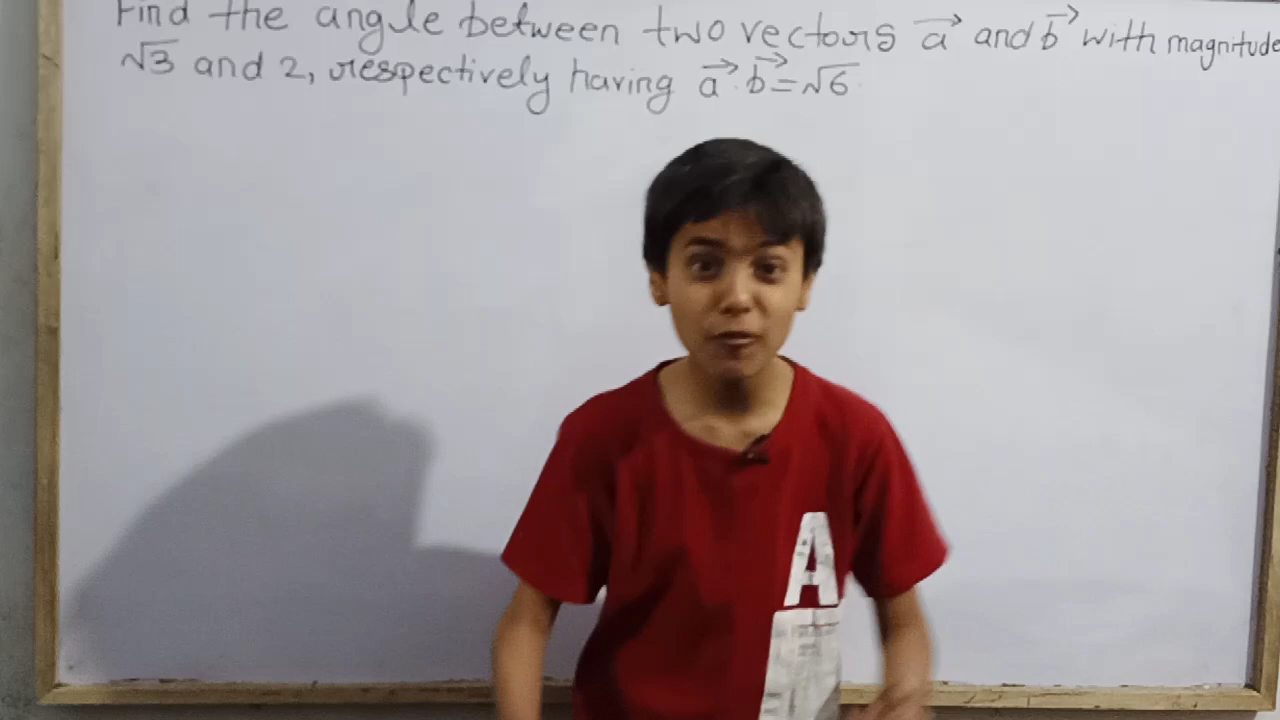 Find the angle between two vectors a⃗ and b⃗ with magnitude
√3 and 2, respectively having a⃗.b⃗=√6.
A